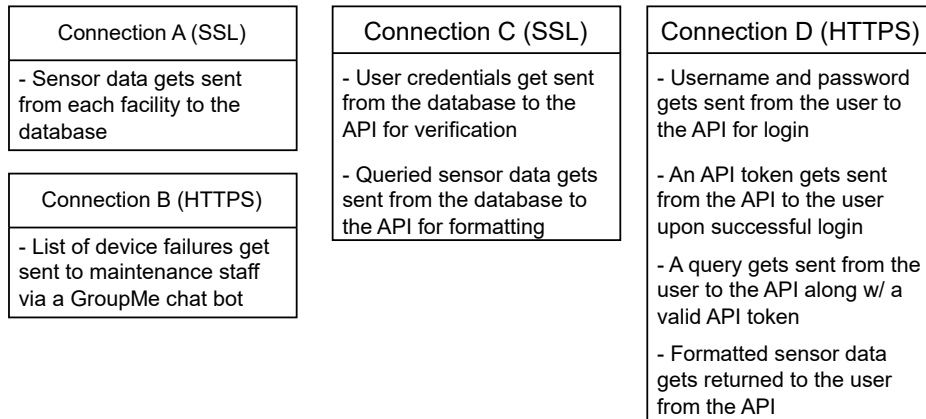 Connection A (SSL)
- Sensor data gets sent
from each facility to the
database
Connection B (HTTPS)
- List of device failures get
sent to maintenance staff
via a GroupMe chat bot
Connection C (SSL)
- User credentials get sent
from the database to the
API for verification
- Queried sensor data gets
sent from the database to
the API for formatting
Connection D (HTTPS)
- Username and password
gets sent from the user to
the API for login
- An API token gets sent
from the API to the user
upon successful login
- A query gets sent from the
user to the API along w/ a
valid API token
- Formatted sensor data
gets returned to the user
from the API